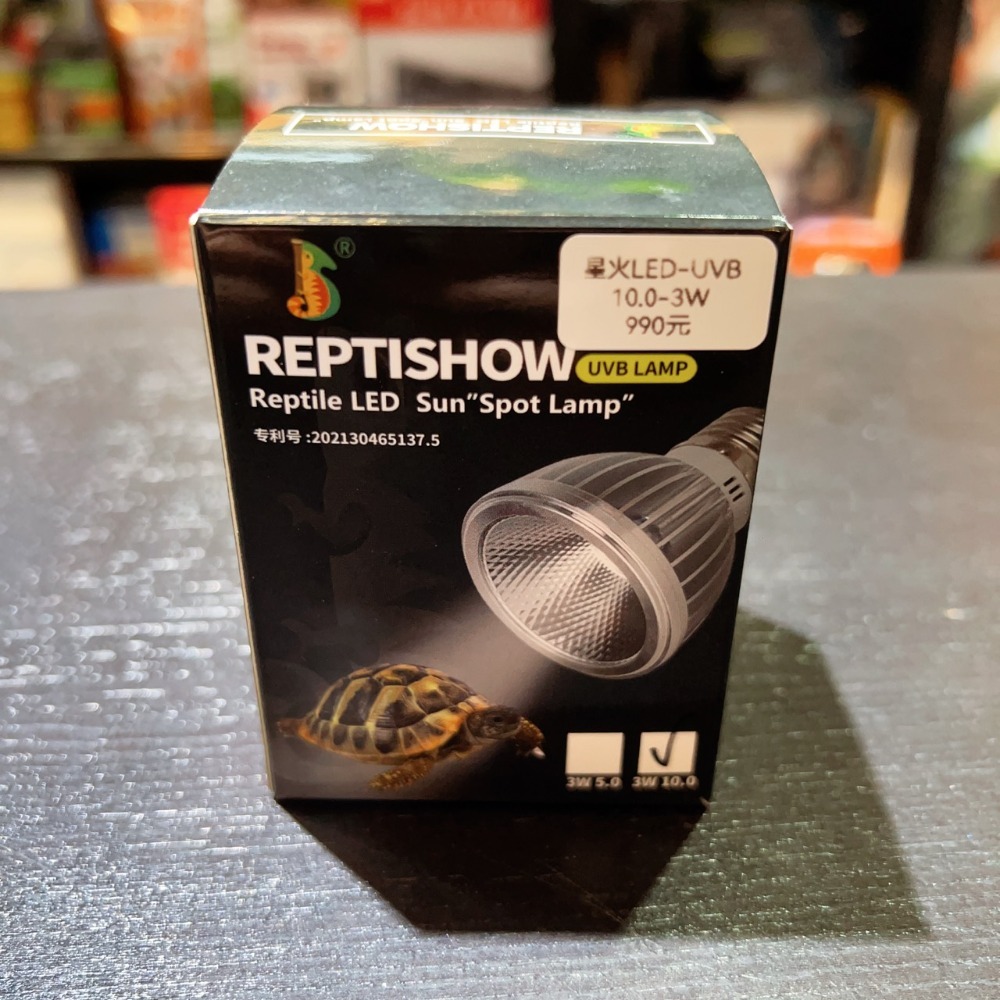 REPTISHOW
®
星火LED-UVB
10.0-3W
990元
REPTISHOW UVB LAMP
Reptile LED Sun"Spot Lamp"
专利号 :202130465137.5
3W 5.0 3W 10.0